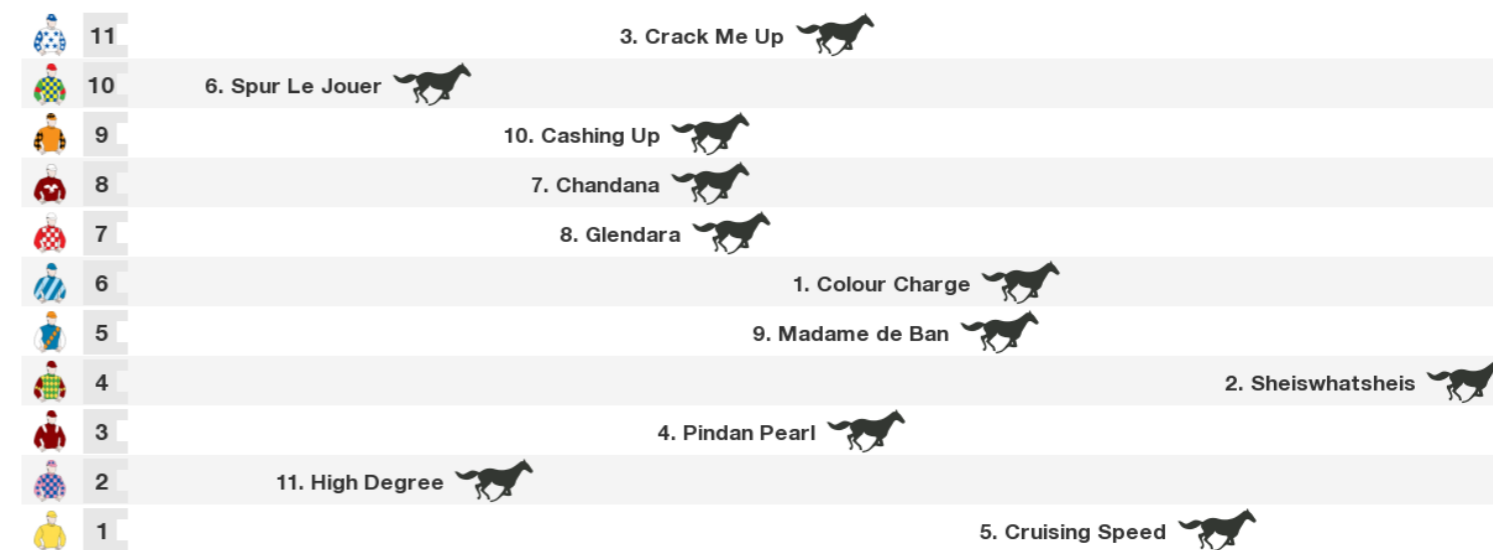 11 3. Crack Me Up
10 6. Spur Le Jouer
9 10. Cashing Up
8 7. Chandana
7 8. Glendara
6 1. Colour Charge
5 9. Madame de Ban
4 2. Sheiswhatsheis
3 4. Pindan Pearl
2 11. High Degree
1 5. Cruising Speed